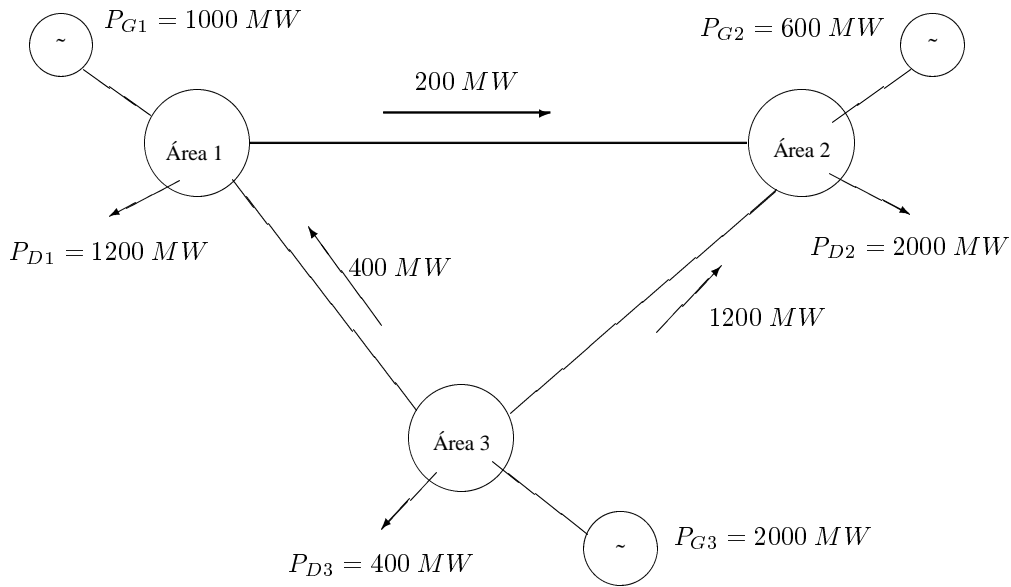 P_{G1} = 1000 MW
P_{G2} = 600 MW
~
~
200 MW
Área 1
Área 2
P_{D1} = 1200 MW
P_{D2} = 2000 MW
400 MW
1200 MW
Área 3
P_{G3} = 2000 MW
~
P_{D3} = 400 MW